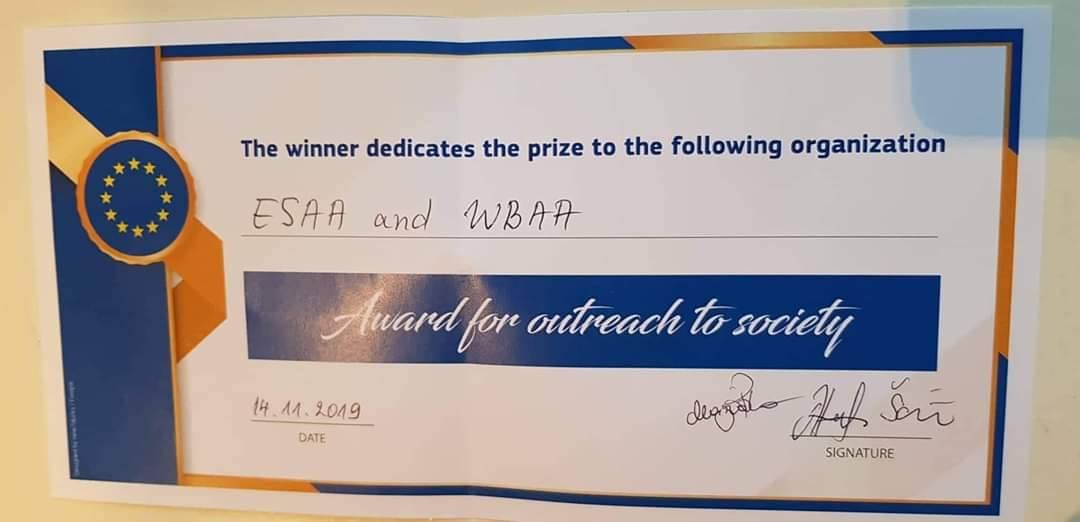 The winner dedicates the prize to the following organization
ESAA and WBAA
Award for outreach to society
14.11.2019
DATE
SIGNATURE